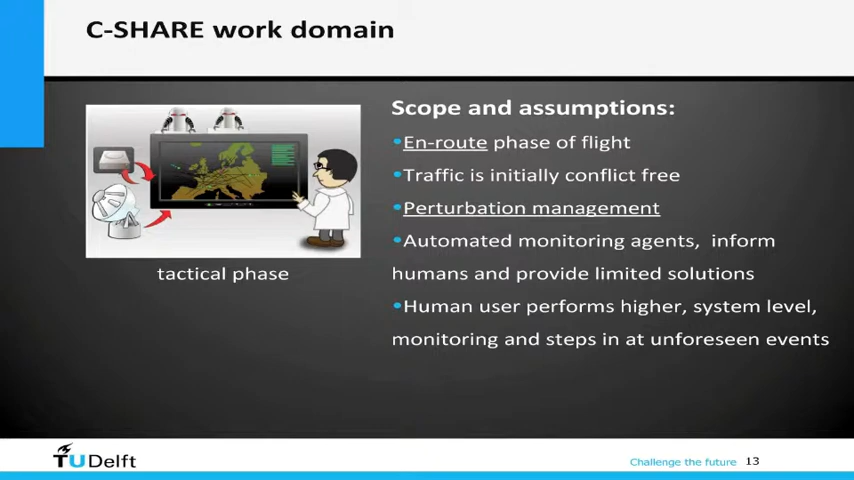 C-SHARE work domain
Scope and assumptions:
•En-route phase of flight
•Traffic is initially conflict free
•Perturbation management
•Automated monitoring agents, inform
humans and provide limited solutions
•Human user performs higher, system level,
monitoring and steps in at unforeseen events
tactical phase
TUDelft
Challenge the future 13